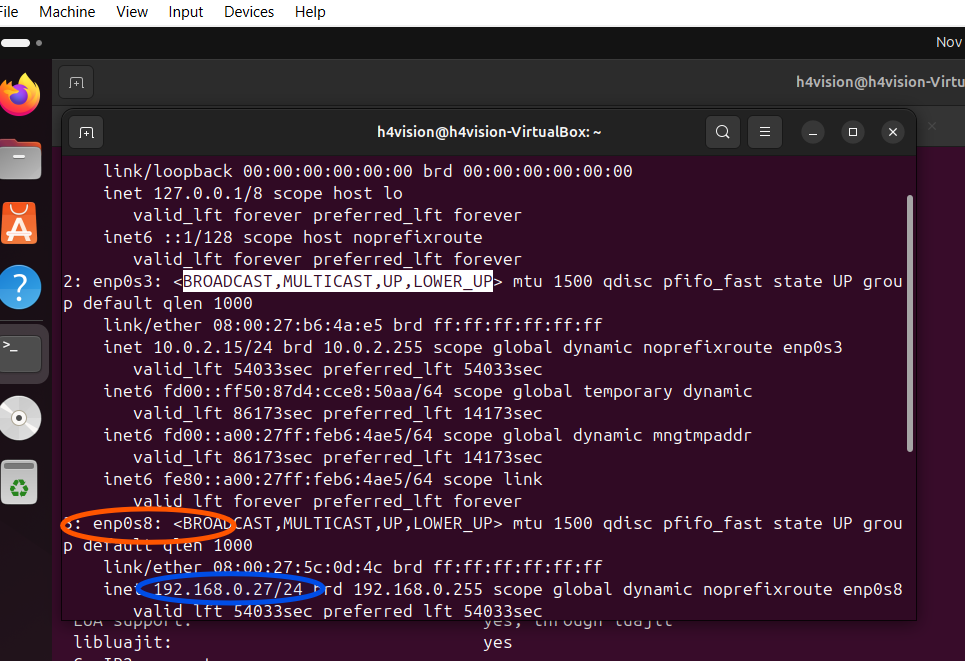 File Machine View Input Devices Help
Nov
h4vision@h4vision-Virtu
h4vision@h4vision-VirtualBox: ~
link/loopback 00:00:00:00:00:00 brd 00:00:00:00:00:00
inet 127.0.0.1/8 scope host lo
valid_lft forever preferred_lft forever
inet6 ::1/128 scope host noprefixroute
valid_lft forever preferred_lft forever
2: enp0s3: <BROADCAST,MULTICAST,UP,LOWER_UP> mtu 1500 qdisc pfifo_fast state UP grou
p default qlen 1000
link/ether 08:00:27:b6:4a:e5 brd ff:ff:ff:ff:ff:ff
inet 10.0.2.15/24 brd 10.0.2.255 scope global dynamic noprefixroute enp0s3
valid_lft 54033sec preferred_lft 54033sec
inet6 fd00::ff50:87d4:cce8:50aa/64 scope global temporary dynamic
valid_lft 86173sec preferred_lft 14173sec
inet6 fd00::a00:27ff:feb6:4ae5/64 scope global dynamic mngtmpaddr
valid_lft 86173sec preferred_lft 14173sec
inet6 fe80::a00:27ff:feb6:4ae5/64 scope link
valid_lft forever preferred_lft forever
3: enp0s8: <BROADCAST,MULTICAST,UP,LOWER_UP> mtu 1500 qdisc pfifo_fast state UP grou
p default qlen 1000
link/ether 08:00:27:5c:0d:4c brd ff:ff:ff:ff:ff:ff
inet 192.168.0.27/24 brd 192.168.0.255 scope global dynamic noprefixroute enp0s8
valid_lft 54033sec preferred_lft 54033sec
support: yes, through luajit
libluajit: yes